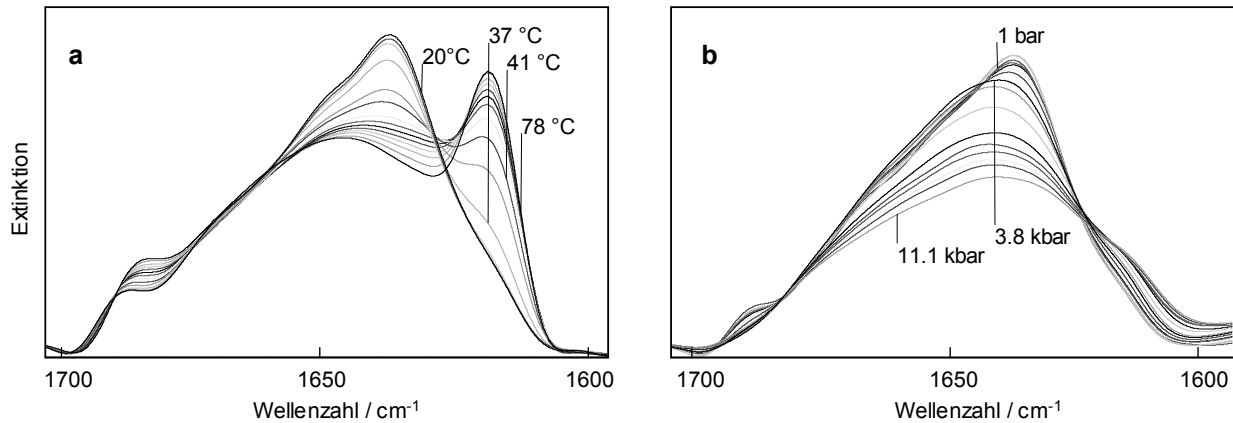 a
20°C
37 °C
41 °C
78 °C
Extinktion
1700
1650
1600
Wellenzahl / cm-1
b
1 bar
3.8 kbar
11.1 kbar
1700
1650
1600
Wellenzahl / cm-1